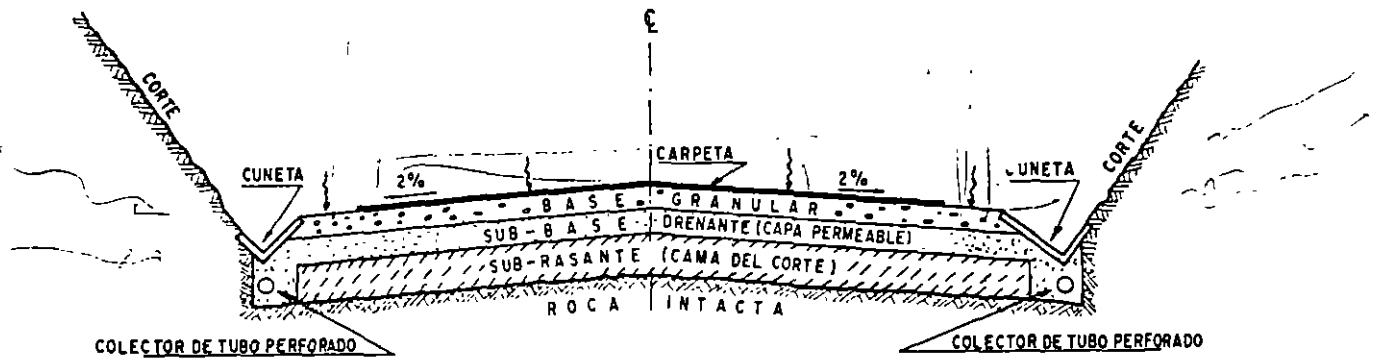 ℄
CORTE
CORTE
CUNETA
2%
CARPETA
2%
UNETA
BASE GRANULAR
SUB-BASE DRENANTE (CAPA PERMEABLE)
SUB-RASANTE (CAMA DEL CORTE)
ROCA INTACTA
COLECTOR DE TUBO PERFORADO
COLECTOR DE TUBO PERFORADO